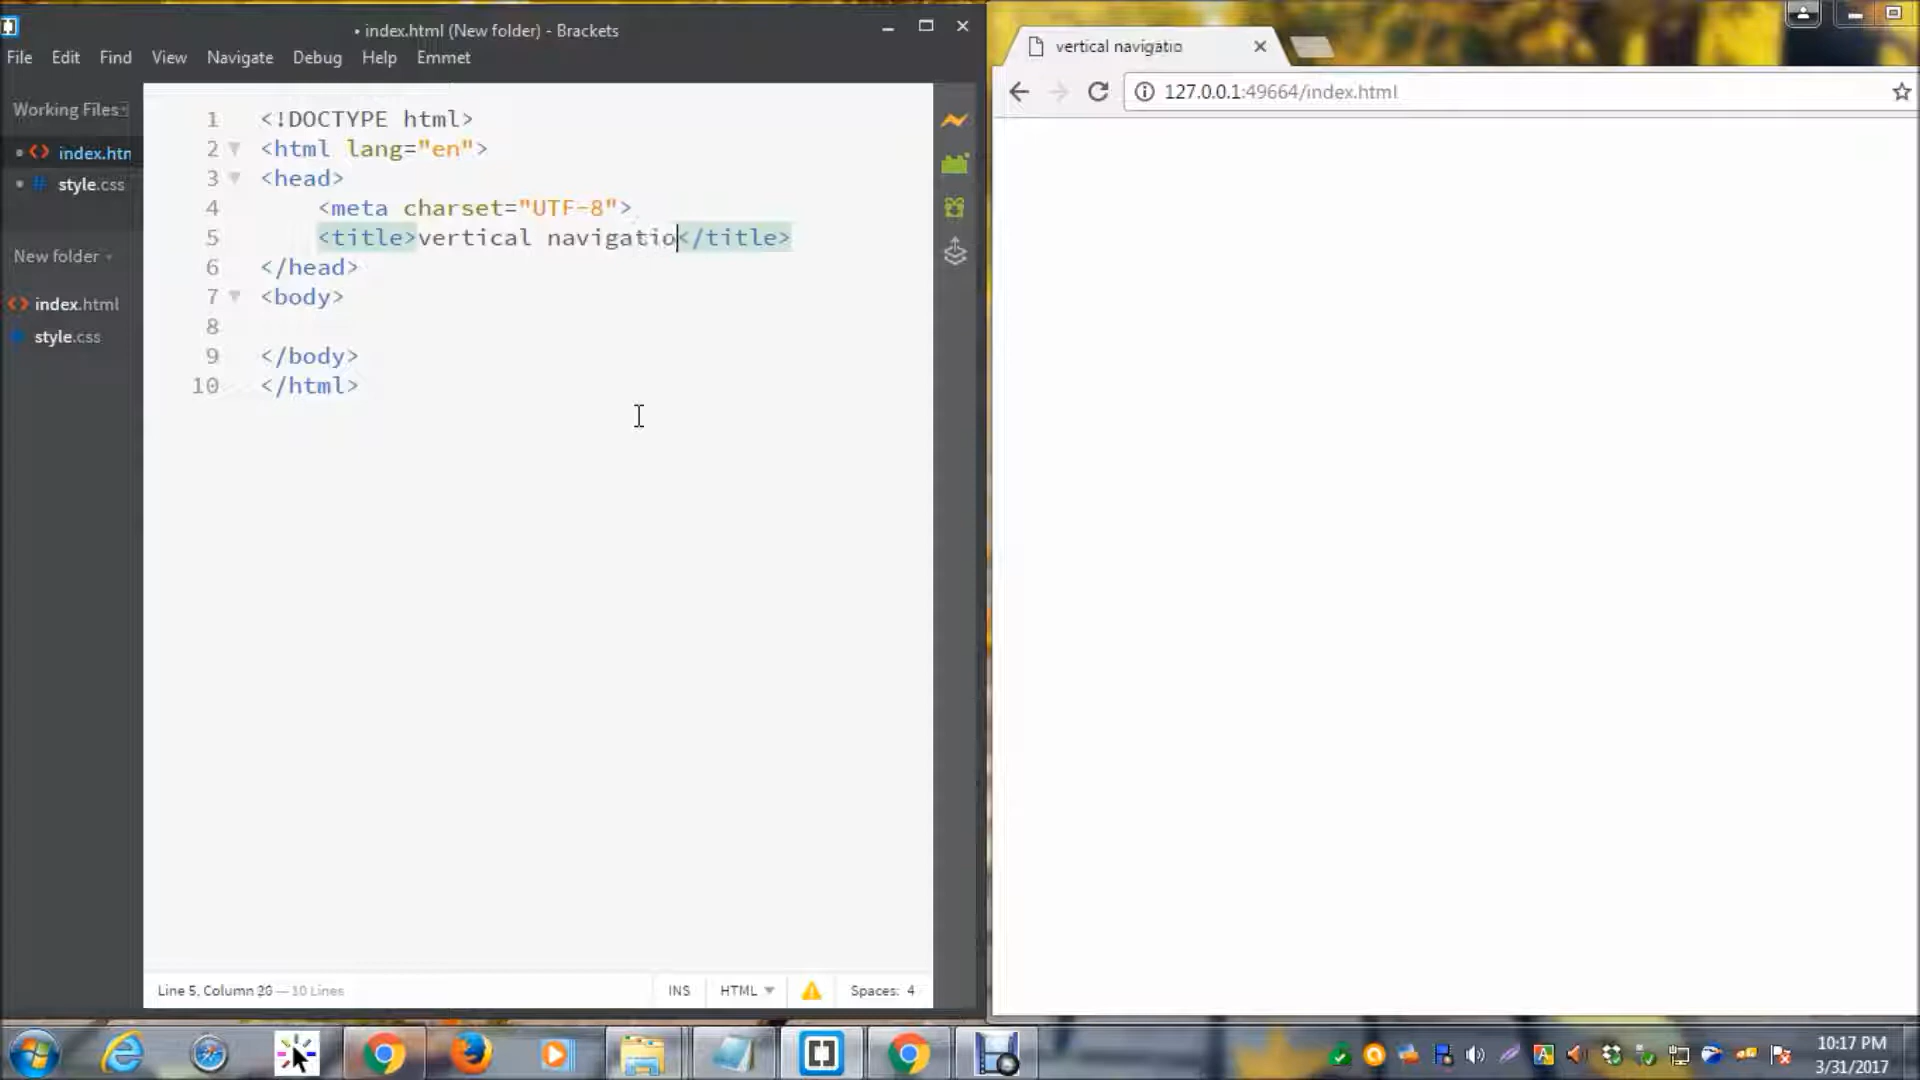 • index.html (New folder) - Brackets
File Edit Find View Navigate Debug Help Emmet
Working Files
• <> index.htm
• # style.css
New folder
<> index.html
style.css
1 <!DOCTYPE html>
2 <html lang="en">
3 <head>
4 <meta charset="UTF-8">
5 <title>vertical navigatio</title>
6 </head>
7 <body>
8
9 </body>
10 </html>
Line 5, Column 28 — 10 Lines
INS HTML Spaces: 4
vertical navigatio
127.0.0.1:49664/index.html
10:17 PM
3/31/2017